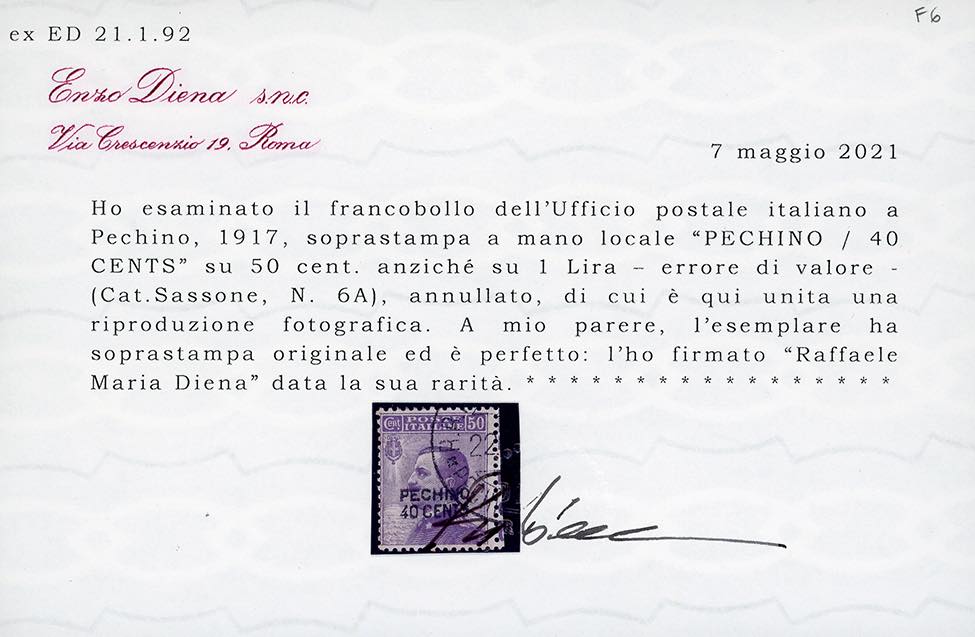 F6
ex ED 21.1.92
Enzo Diena s.n.c.
Via Crescenzio 19, Roma
7 maggio 2021
Ho esaminato il francobollo dell'Ufficio postale italiano a
Pechino, 1917, soprastampa a mano locale "PECHINO / 40
CENTS" su 50 cent. anziché su 1 Lira – errore di valore -
(Cat.Sassone, N. 6A), annullato, di cui è qui unita una
riproduzione fotografica. A mio parere, l'esemplare ha
soprastampa originale ed è perfetto: l'ho firmato "Raffaele
Maria Diena" data la sua rarità. * * * * * * * * * * * * * * * * *
Cent POSTE ITALIANE 50
22
PECHINO
40 CENTS